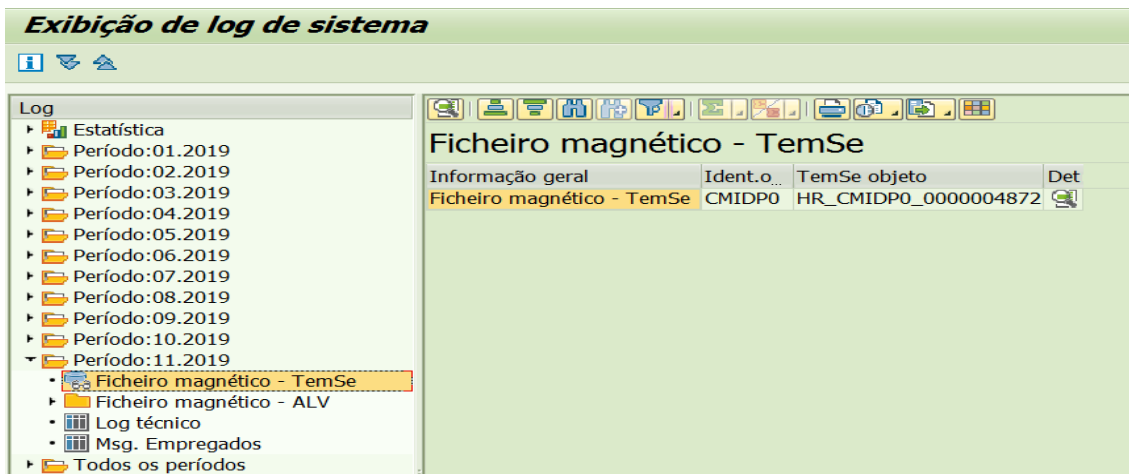 Exibição de log de sistema
Log
Estatística
Período:01.2019
Período:02.2019
Período:03.2019
Período:04.2019
Período:05.2019
Período:06.2019
Período:07.2019
Período:08.2019
Período:09.2019
Período:10.2019
Período:11.2019
Ficheiro magnético - TemSe
Ficheiro magnético - ALV
Log técnico
Msg. Empregados
Todos os períodos
Ficheiro magnético - TemSe
Informação geral Ident.o... TemSe objeto Det
Ficheiro magnético - TemSe CMIDP0 HR_CMIDP0_0000004872